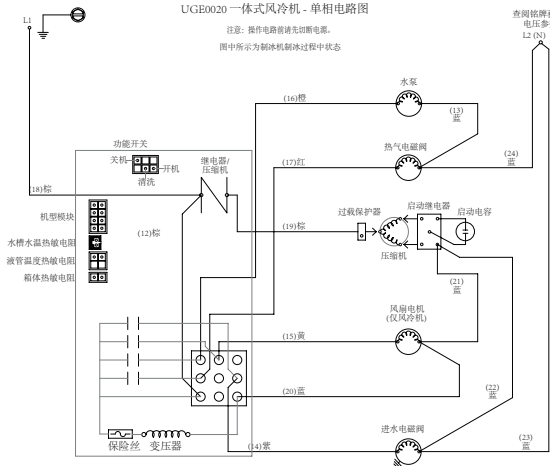 UGE0020 一体式风冷机 - 单相电路图
注意：操作电路前请先切断电源。
图中所示为制冰机制冰过程中状态
L1
查阅铭牌
电压参
L2 (N)
水泵
(16)橙
(13)
蓝
功能开关
关机
开机
清洗
继电器/
压缩机
热气电磁阀
(17)红
(24)
蓝
(18)棕
机型模块
(12)棕
(19)棕
过载保护器
启动继电器
启动电容
压缩机
水槽水温热敏电阻
液管温度热敏电阻
箱体热敏电阻
(21)
蓝
风扇电机
(仅风冷机)
(15)黄
(20)蓝
(22)
蓝
保险丝
变压器
(14)紫
进水电磁阀
(23)
蓝